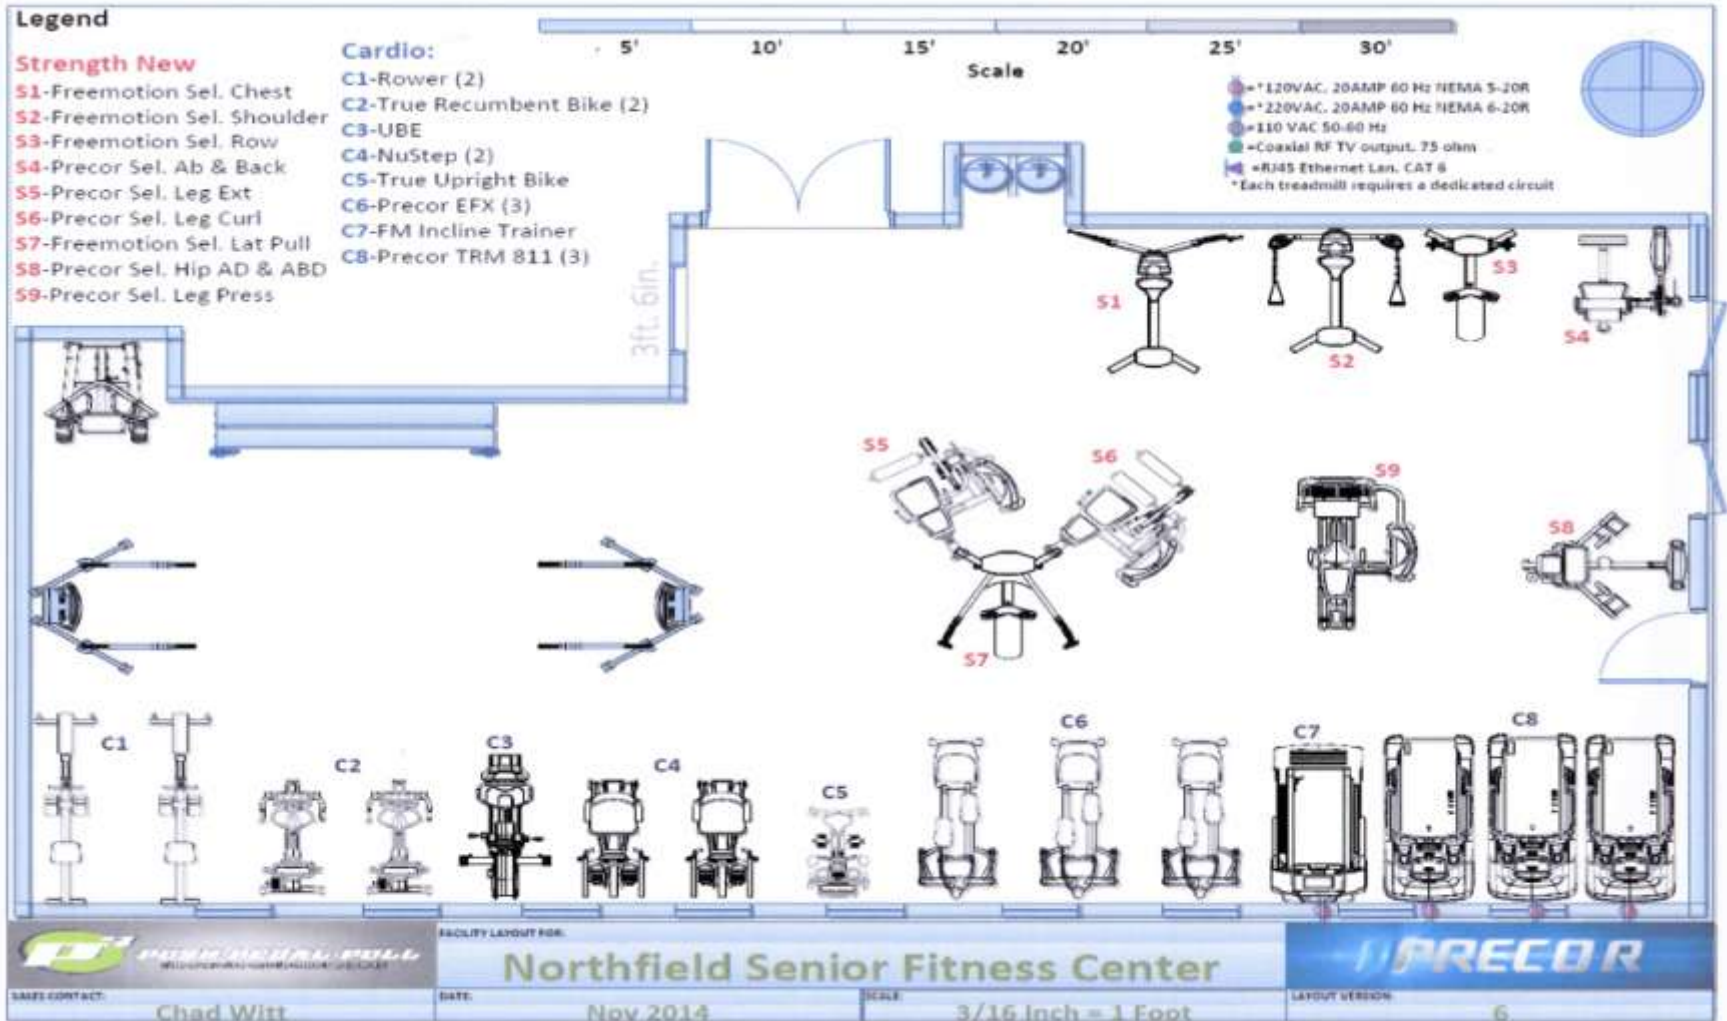 Legend
Strength New
S1-Freemotion Sel. Chest
S2-Freemotion Sel. Shoulder
S3-Freemotion Sel. Row
S4-Precor Sel. Ab & Back
S5-Precor Sel. Leg Ext
S6-Precor Sel. Leg Curl
S7-Freemotion Sel. Lat Pull
S8-Precor Sel. Hip AD & ABD
S9-Precor Sel. Leg Press
Cardio:
C1-Rower (2)
C2-True Recumbent Bike (2)
C3-UBE
C4-NuStep (2)
C5-True Upright Bike
C6-Precor EFX (3)
C7-FM Incline Trainer
C8-Precor TRM 811 (3)
5' 10' 15' 20' 25' 30'
Scale
=*120VAC. 20AMP 60 Hz NEMA 5-20R
=*220VAC. 20AMP 60 Hz NEMA 6-20R
=110 VAC 50-60 Hz
=Coaxial RF TV output. 75 ohm
=RJ45 Ethernet Lan. CAT 6
*Each treadmill requires a dedicated circuit
3ft. 6in.
S1
S2
S3
S4
S5
S6
S9
S8
S7
C1
C2
C3
C4
C5
C6
C7
C8
PUSH PEDAL PULL
FACILITY LAYOUT FOR:
Northfield Senior Fitness Center
PRECOR
SALES CONTACT:
Chad Witt
DATE:
Nov 2014
SCALE:
3/16 Inch = 1 Foot
LAYOUT VERSION:
6